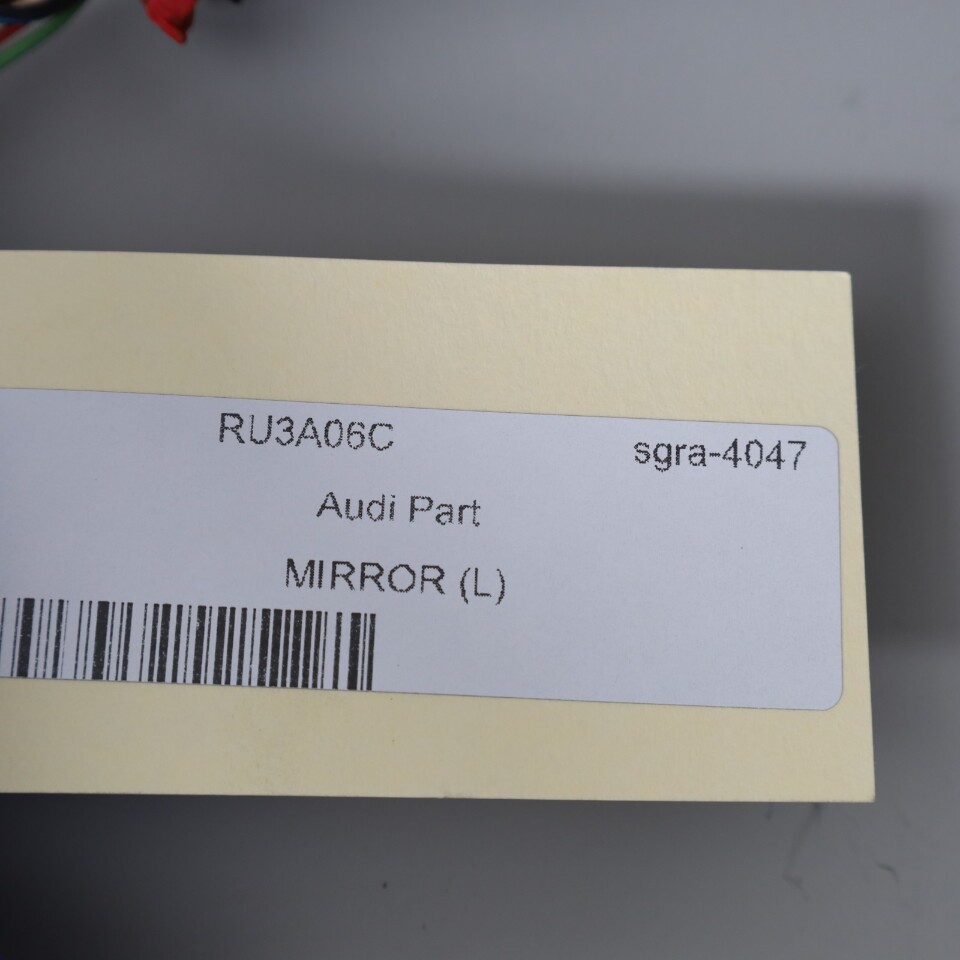 RU3A06C sgra-4047
Audi Part
MIRROR (L)